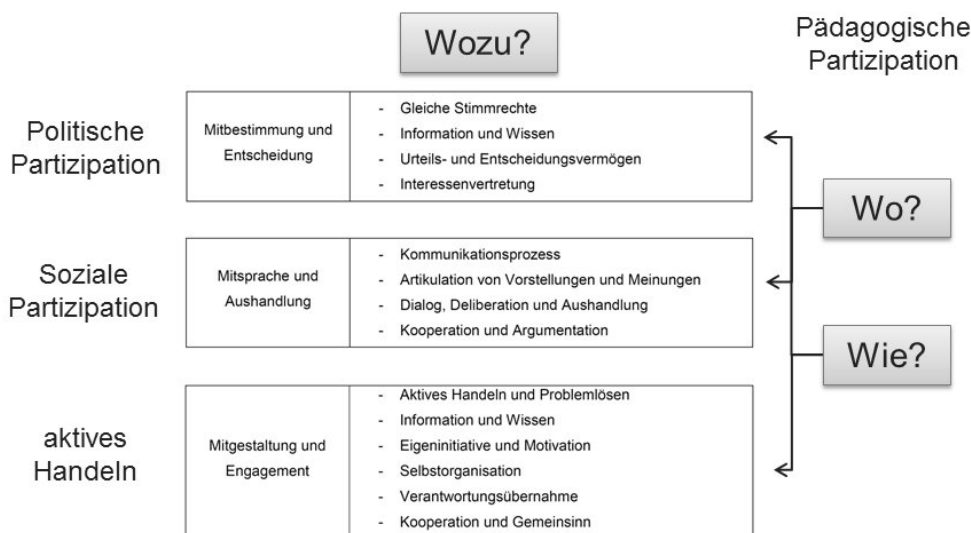 Wozu?
Pädagogische
Partizipation
Politische
Partizipation
Mitbestimmung und
Entscheidung
- Gleiche Stimmrechte
- Information und Wissen
- Urteils- und Entscheidungsvermögen
- Interessenvertretung
Wo?
Soziale
Partizipation
Mitsprache und
Aushandlung
- Kommunikationsprozess
- Artikulation von Vorstellungen und Meinungen
- Dialog, Deliberation und Aushandlung
- Kooperation und Argumentation
Wie?
aktives
Handeln
Mitgestaltung und
Engagement
- Aktives Handeln und Problemlösen
- Information und Wissen
- Eigeninitiative und Motivation
- Selbstorganisation
- Verantwortungsübernahme
- Kooperation und Gemeinsinn